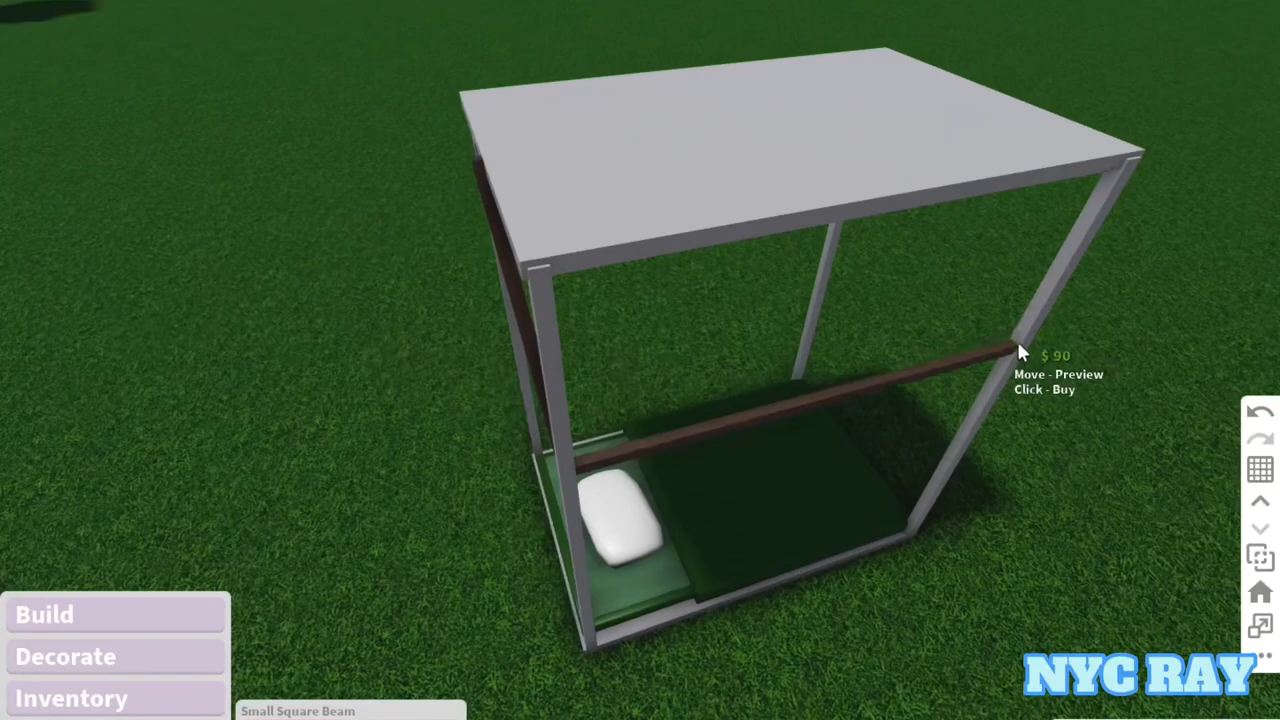 $ 90
Move - Preview
Click - Buy
Build
Decorate
Inventory
Small Square Beam
NYC RAY